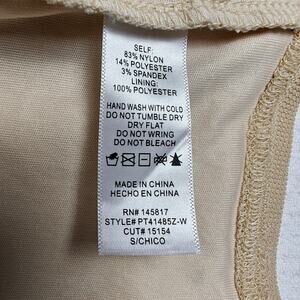 SELF:
83% NYLON
14% POLYESTER
3% SPANDEX
LINING:
100% POLYESTER
HAND WASH WITH COLD
DO NOT TUMBLE DRY
DRY FLAT
DO NOT WRING
DO NOT BLEACH
MADE IN CHINA
HECHO EN CHINA
RN# 145817
STYLE# PT41485Z-W
CUT# 15154
S/CHICO